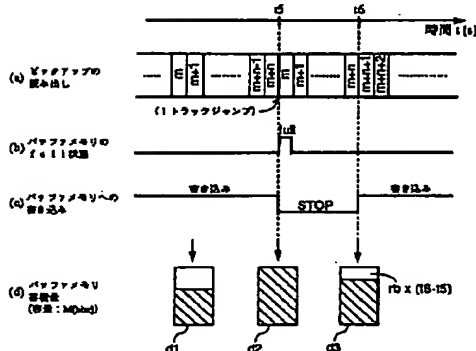 t5 t6
時間 t [s]
(a) ピックアップの
読み出し
m m+1 m+n-1 m+n m m+1 m+n m+n+1 m+n+2
(1トラックジャンプ)
(b) バッファメモリの
full状態
full
(c) バッファメモリへの
書き込み
書き込み STOP 書き込み
(d) バッファメモリ
蓄積量
(容量:M[bits])
rb x (t6-t5)
d1 d2 d3